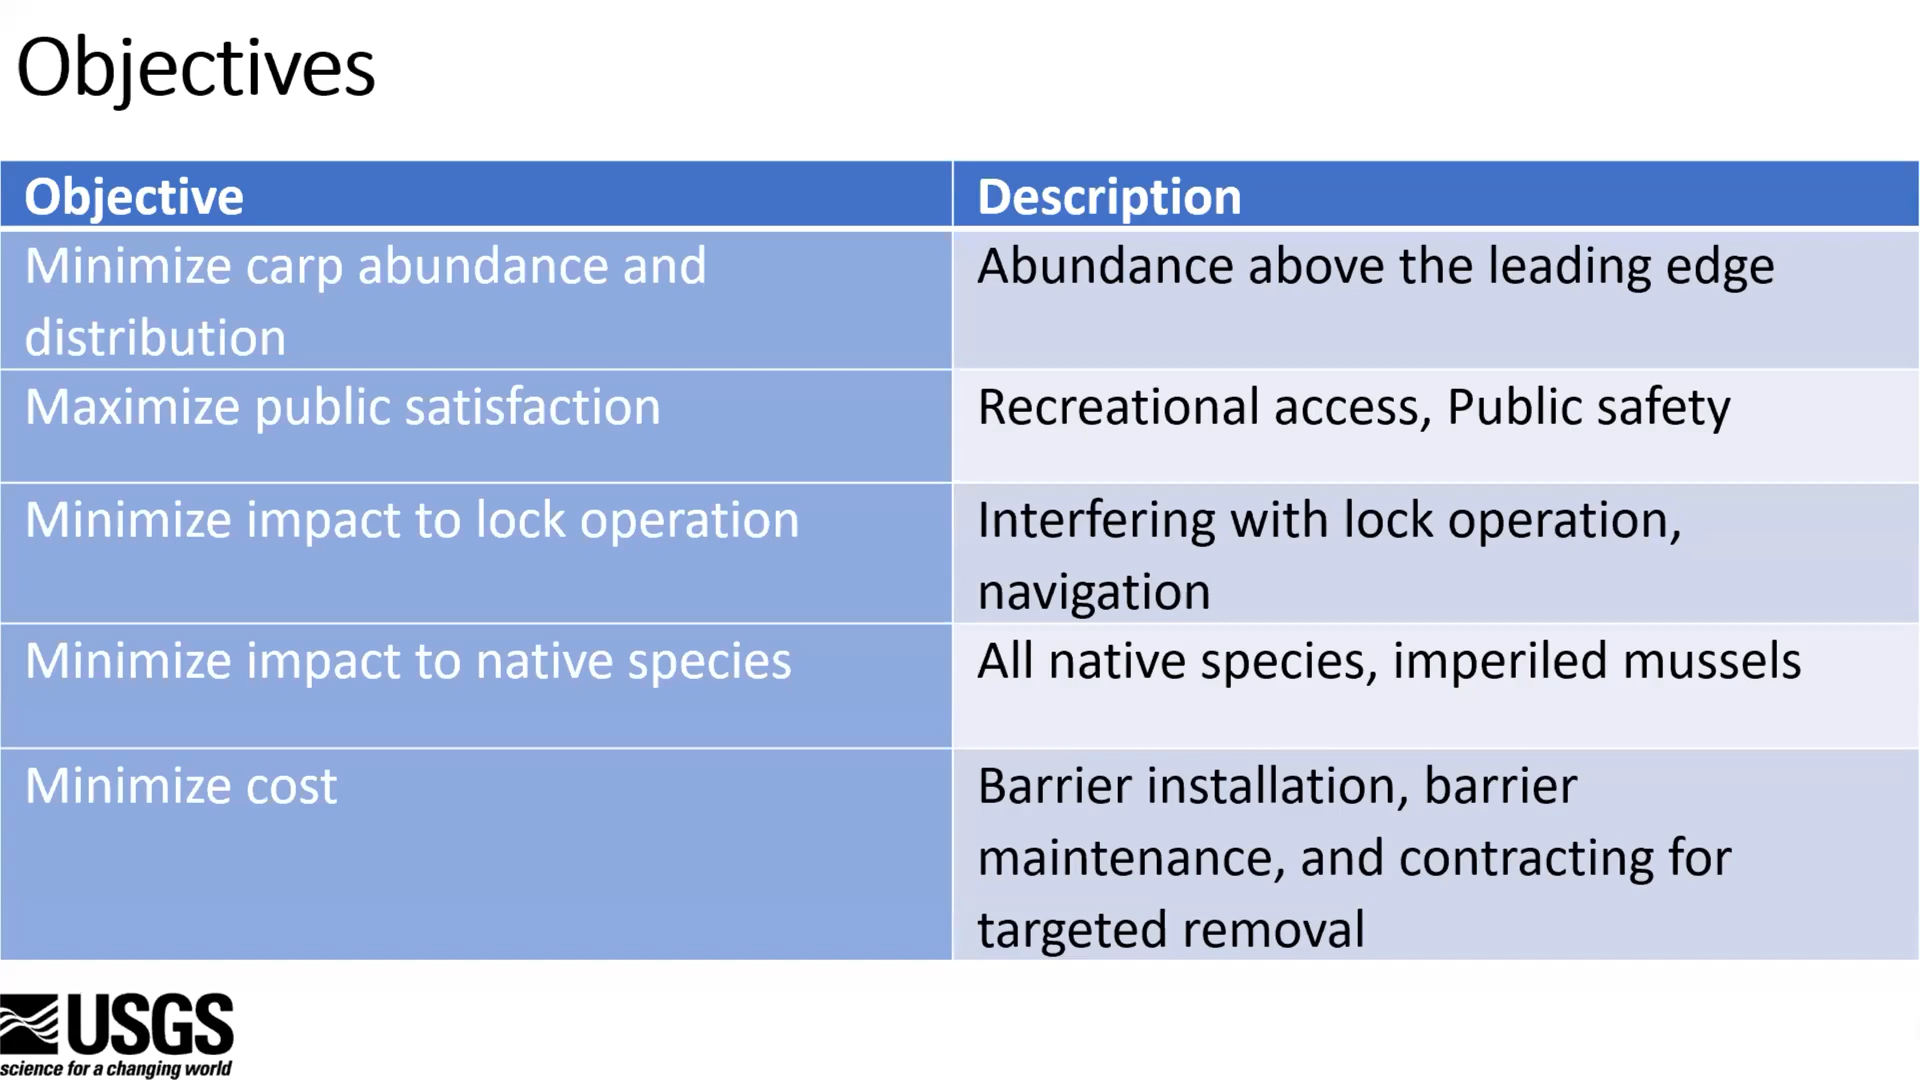 Objectives
Objective
Description
Minimize carp abundance and
distribution
Abundance above the leading edge
Maximize public satisfaction
Recreational access, Public safety
Minimize impact to lock operation
Interfering with lock operation,
navigation
Minimize impact to native species
All native species, imperiled mussels
Minimize cost
Barrier installation, barrier
maintenance, and contracting for
targeted removal
USGS
science for a changing world